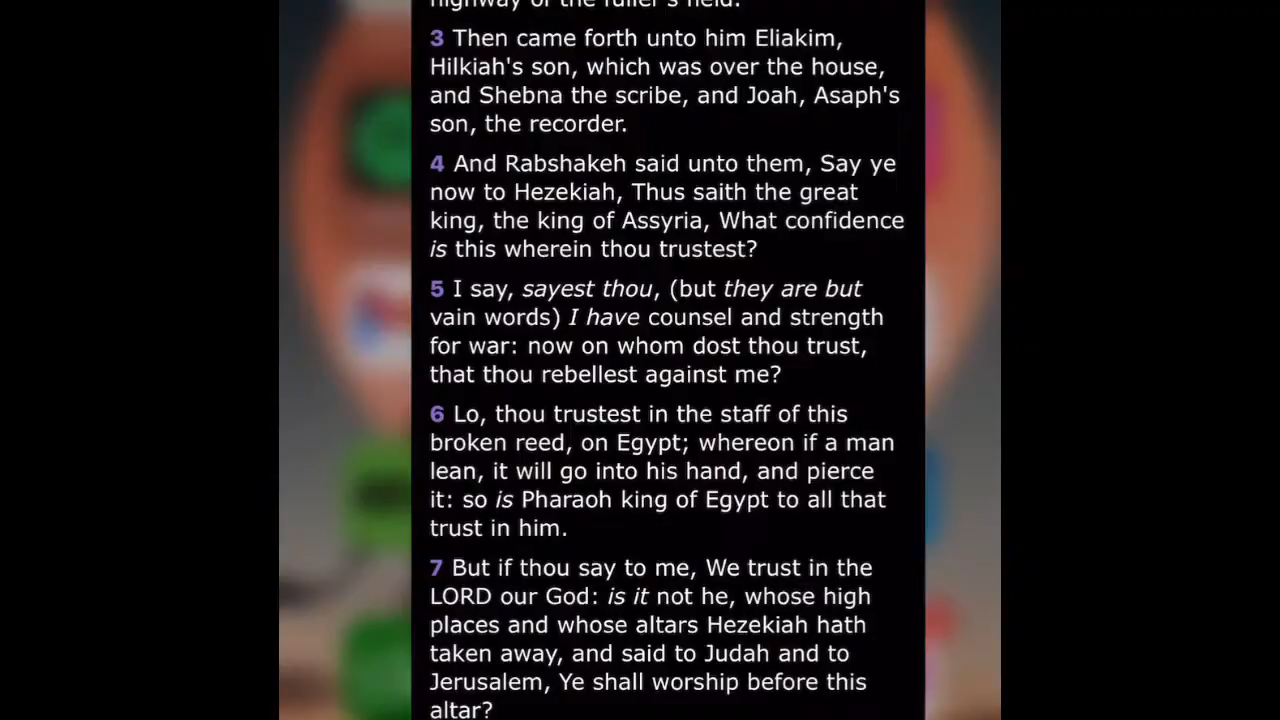 highway of the fuller's field.
3 Then came forth unto him Eliakim,
Hilkiah's son, which was over the house,
and Shebna the scribe, and Joah, Asaph's
son, the recorder.
4 And Rabshakeh said unto them, Say ye
now to Hezekiah, Thus saith the great
king, the king of Assyria, What confidence
is this wherein thou trustest?
5 I say, sayest thou, (but they are but
vain words) I have counsel and strength
for war: now on whom dost thou trust,
that thou rebellest against me?
6 Lo, thou trustest in the staff of this
broken reed, on Egypt; whereon if a man
lean, it will go into his hand, and pierce
it: so is Pharaoh king of Egypt to all that
trust in him.
7 But if thou say to me, We trust in the
LORD our God: is it not he, whose high
places and whose altars Hezekiah hath
taken away, and said to Judah and to
Jerusalem, Ye shall worship before this
altar?